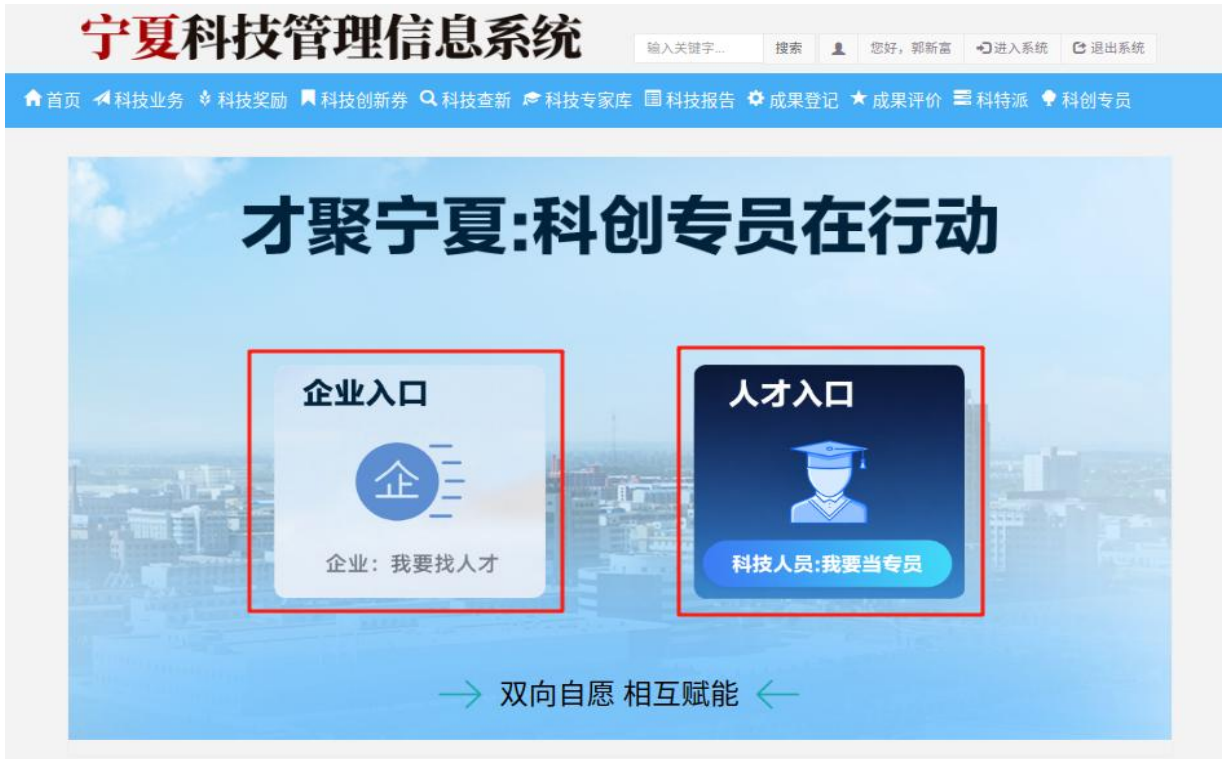 宁夏科技管理信息系统
输入关键字... 搜索 您好，郭新富 进入系统 退出系统
首页 科技业务 科技奖励 科技创新券 科技查新 科技专家库 科技报告 成果登记 成果评价 科特派 科创专员
才聚宁夏:科创专员在行动
企业入口
企
企业：我要找人才
人才入口
科技人员:我要当专员
双向自愿 相互赋能